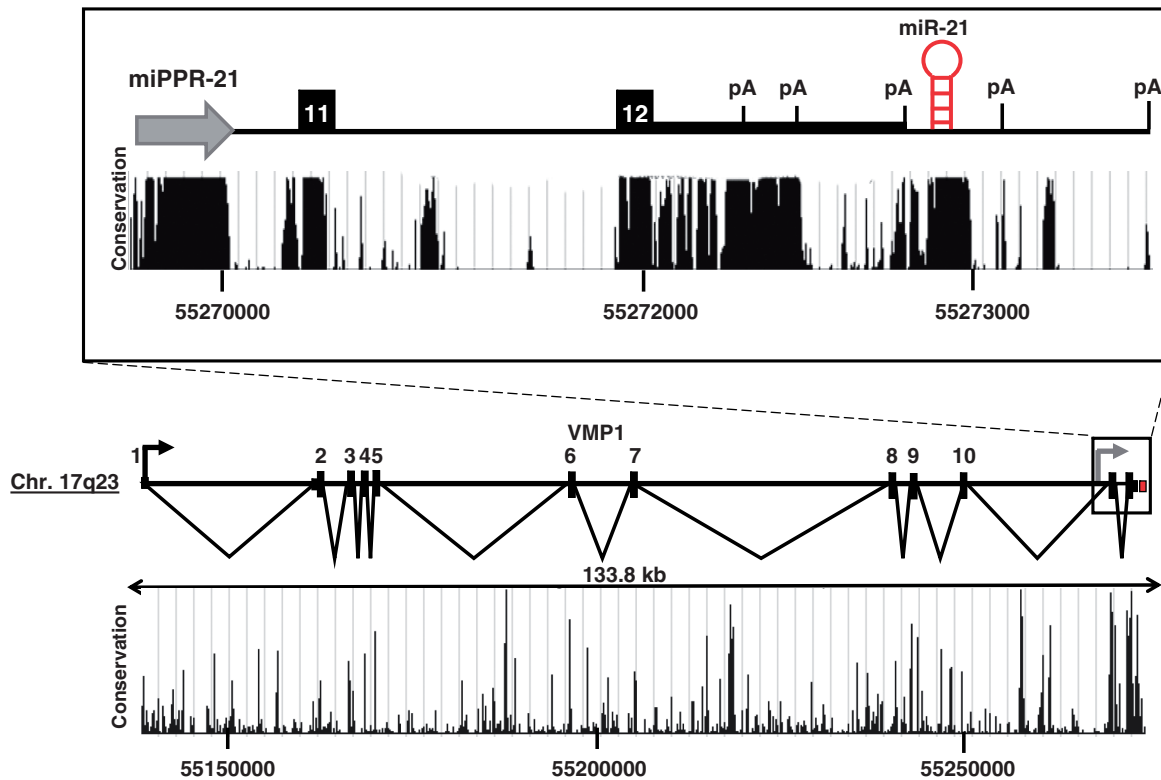 miR-21
miPPR-21
pA pA pA pA pA
11 12
Conservation
55270000 55272000 55273000
VMP1
1 2 3 4 5 6 7 8 9 10
Chr. 17q23
133.8 kb
Conservation
55150000 55200000 55250000